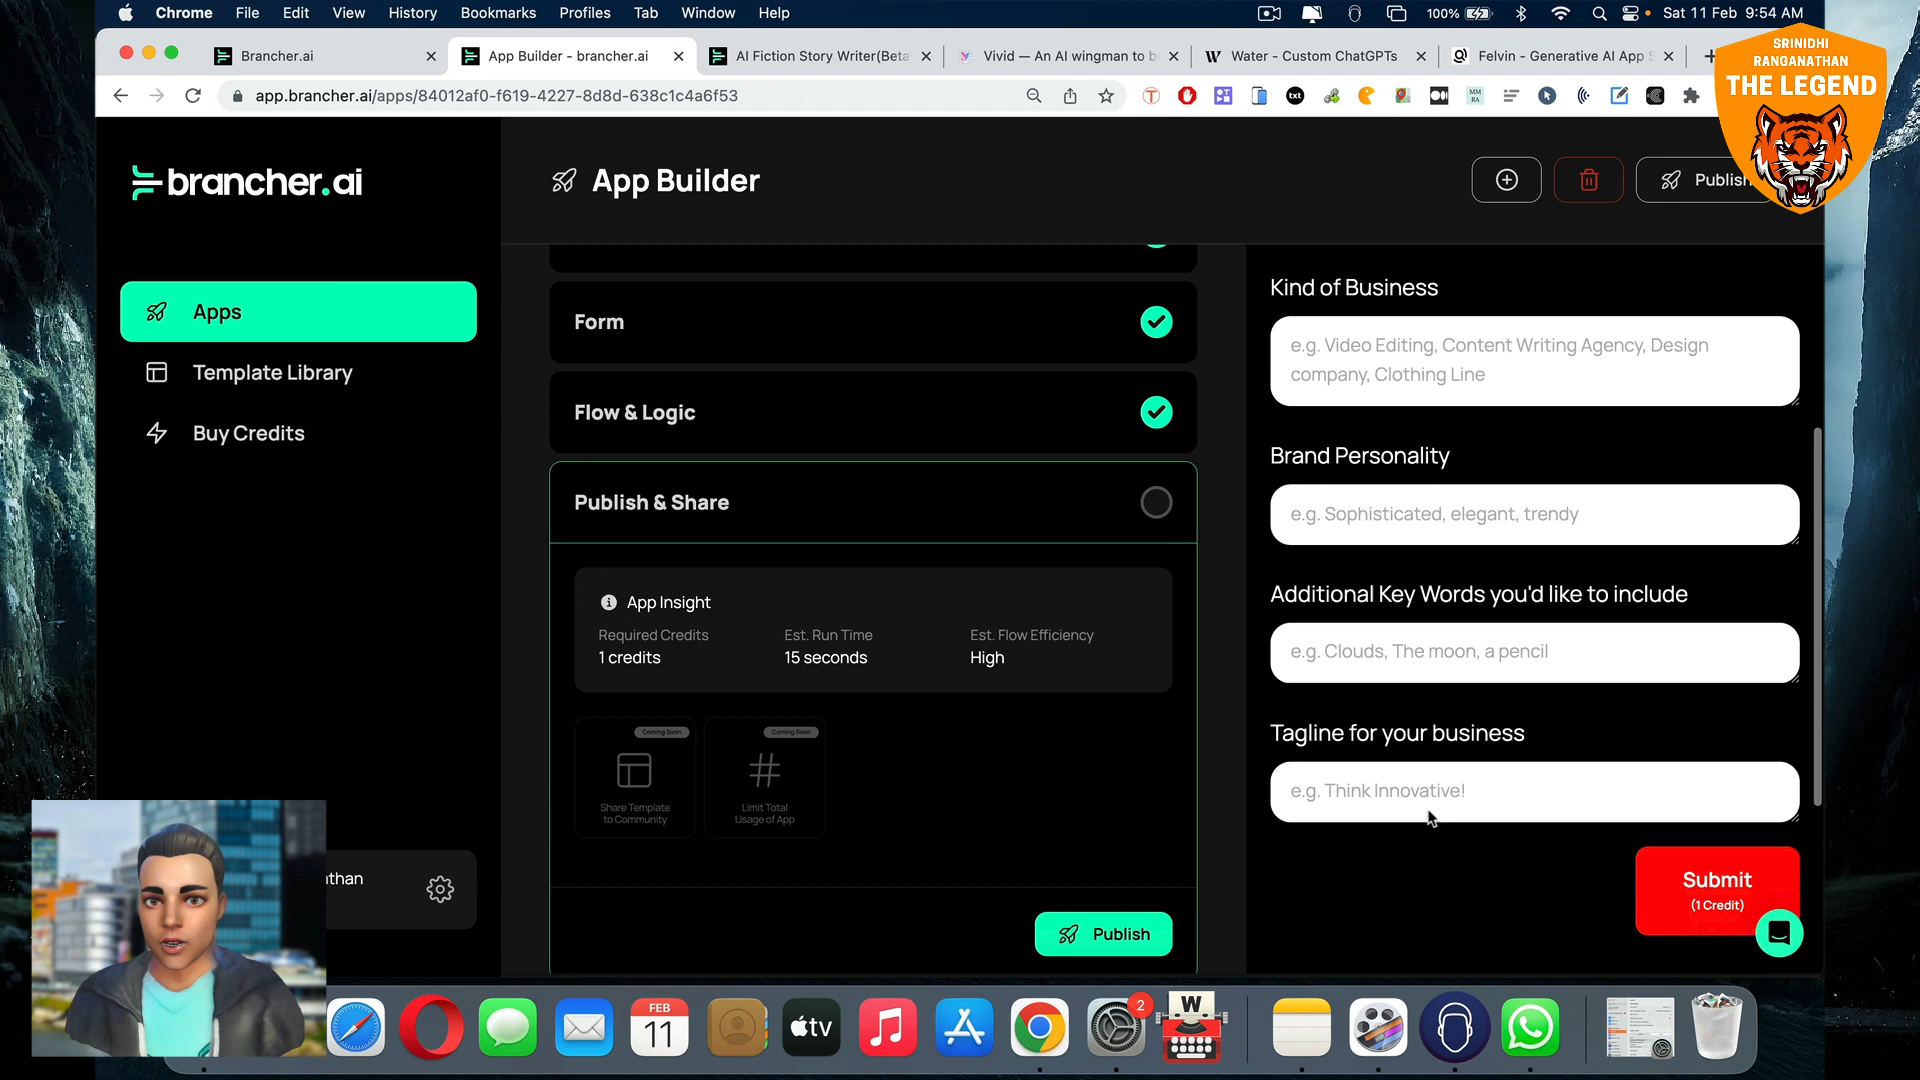 Chrome File Edit View History Bookmarks Profiles Tab Window Help
100% Sat 11 Feb 9:54 AM
SRINIDHI
RANGANATHAN
THE LEGEND
Brancher.ai
App Builder - brancher.ai
AI Fiction Story Writer(Beta
Vivid — An AI wingman to b
Water - Custom ChatGPTs
Felvin - Generative AI App S
app.brancher.ai/apps/84012af0-f619-4227-8d8d-638c1c4a6f53
brancher.ai
App Builder
Publish
Apps
Template Library
Buy Credits
Form
Flow & Logic
Publish & Share
App Insight
Required Credits
1 credits
Est. Run Time
15 seconds
Est. Flow Efficiency
High
Coming Soon
Share Template
to Community
Coming Soon
Limit Total
Usage of App
Publish
Kind of Business
e.g. Video Editing, Content Writing Agency, Design
company, Clothing Line
Brand Personality
e.g. Sophisticated, elegant, trendy
Additional Key Words you'd like to include
e.g. Clouds, The moon, a pencil
Tagline for your business
e.g. Think Innovative!
Submit
(1 Credit)
FEB
11
tv
2
W
txt
MM
RA